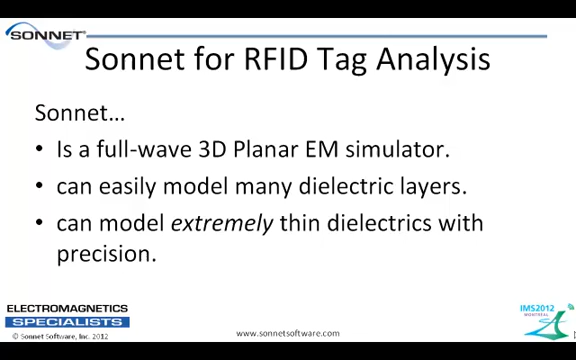 SONNET
Sonnet for RFID Tag Analysis
Sonnet…
• Is a full-wave 3D Planar EM simulator.
• can easily model many dielectric layers.
• can model extremely thin dielectrics with
precision.
ELECTROMAGNETICS
SPECIALISTS
© Sonnet Software, Inc. 2012
www.sonnetsoftware.com
IMS2012
MONTREAL